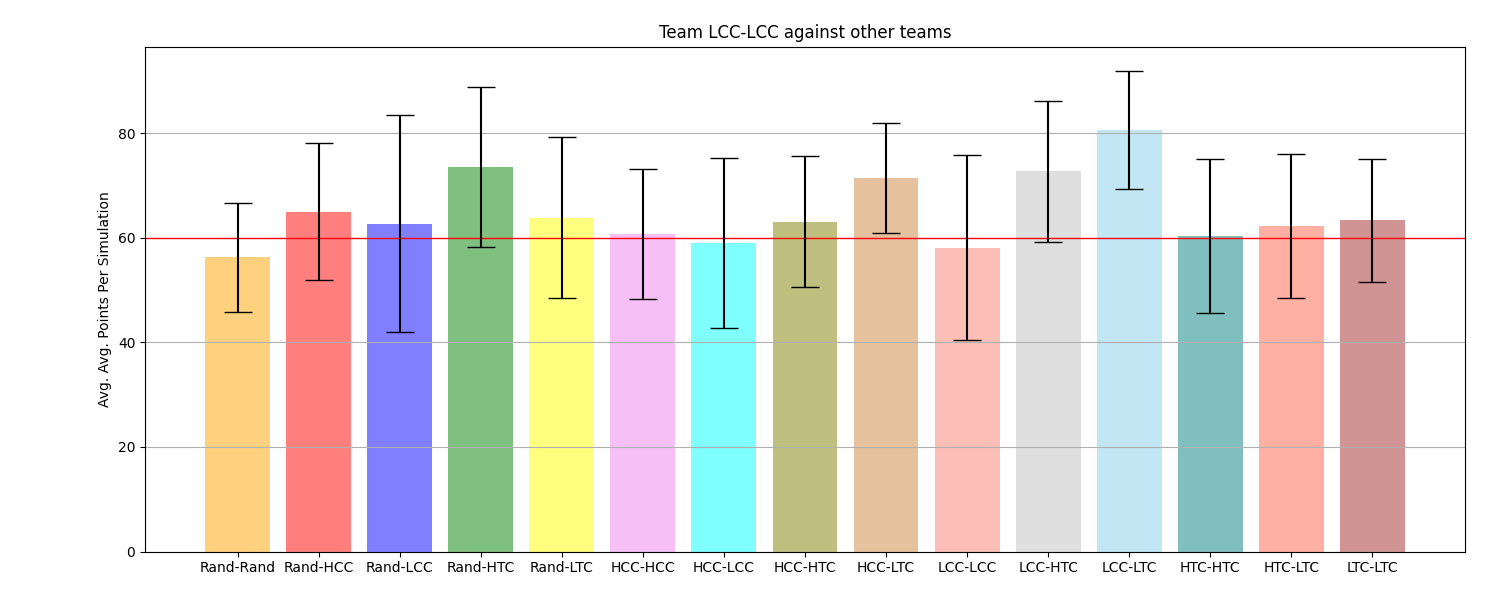 Team LCC-LCC against other teams
Avg. Avg. Points Per Simulation
80
60
40
20
0
Rand-Rand Rand-HCC Rand-LCC Rand-HTC Rand-LTC HCC-HCC HCC-LCC HCC-HTC HCC-LTC LCC-LCC LCC-HTC LCC-LTC HTC-HTC HTC-LTC LTC-LTC